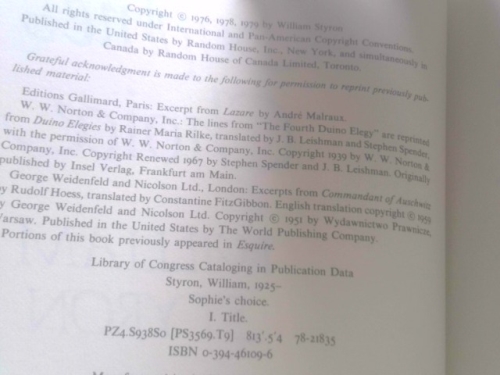 Copyright © 1976, 1978, 1979 by William Styron
All rights reserved under International and Pan-American Copyright Conventions.
Published in the United States by Random House, Inc., New York, and simultaneously in
Canada by Random House of Canada Limited, Toronto.
Grateful acknowledgment is made to the following for permission to reprint previously pub-
lished material:
Editions Gallimard, Paris: Excerpt from Lazare by André Malraux.
W. W. Norton & Company, Inc.: The lines from "The Fourth Duino Elegy" are reprinted
from Duino Elegies by Rainer Maria Rilke, translated by J. B. Leishman and Stephen Spender,
with the permission of W. W. Norton & Company, Inc. Copyright 1939 by W. W. Norton &
Company, Inc. Copyright Renewed 1967 by Stephen Spender and J. B. Leishman. Originally
published by Insel Verlag, Frankfurt am Main.
George Weidenfeld and Nicolson Ltd., London: Excerpts from Commandant of Auschwitz
by Rudolf Hoess, translated by Constantine FitzGibbon. English translation copyright © 1959
by George Weidenfeld and Nicolson Ltd. Copyright © 1951 by Wydawnictwo Prawnicze,
Warsaw. Published in the United States by The World Publishing Company.
Portions of this book previously appeared in Esquire.
Library of Congress Cataloging in Publication Data
Styron, William, 1925–
Sophie's choice.
I. Title.
PZ4.S938So [PS3569.T9] 813'.5'4 78-21835
ISBN 0-394-46109-6